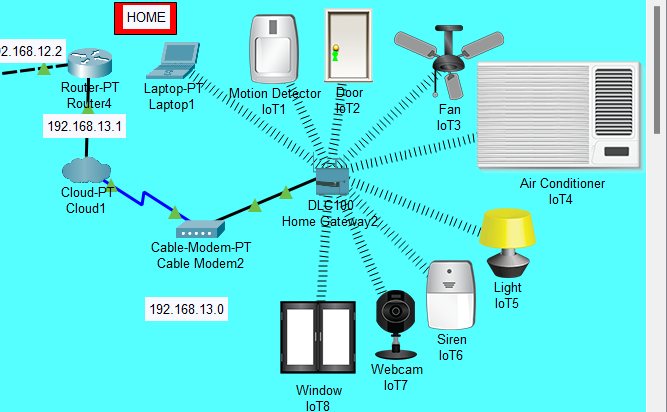 HOME
2.168.12.2
Router-PT
Router4
192.168.13.1
Cloud-PT
Cloud1
Laptop-PT
Laptop1
Motion Detector
IoT1
Door
IoT2
Fan
IoT3
Air Conditioner
IoT4
DLC100
Home Gateway2
Cable-Modem-PT
Cable Modem2
192.168.13.0
Light
IoT5
Siren
IoT6
Webcam
IoT7
Window
IoT8